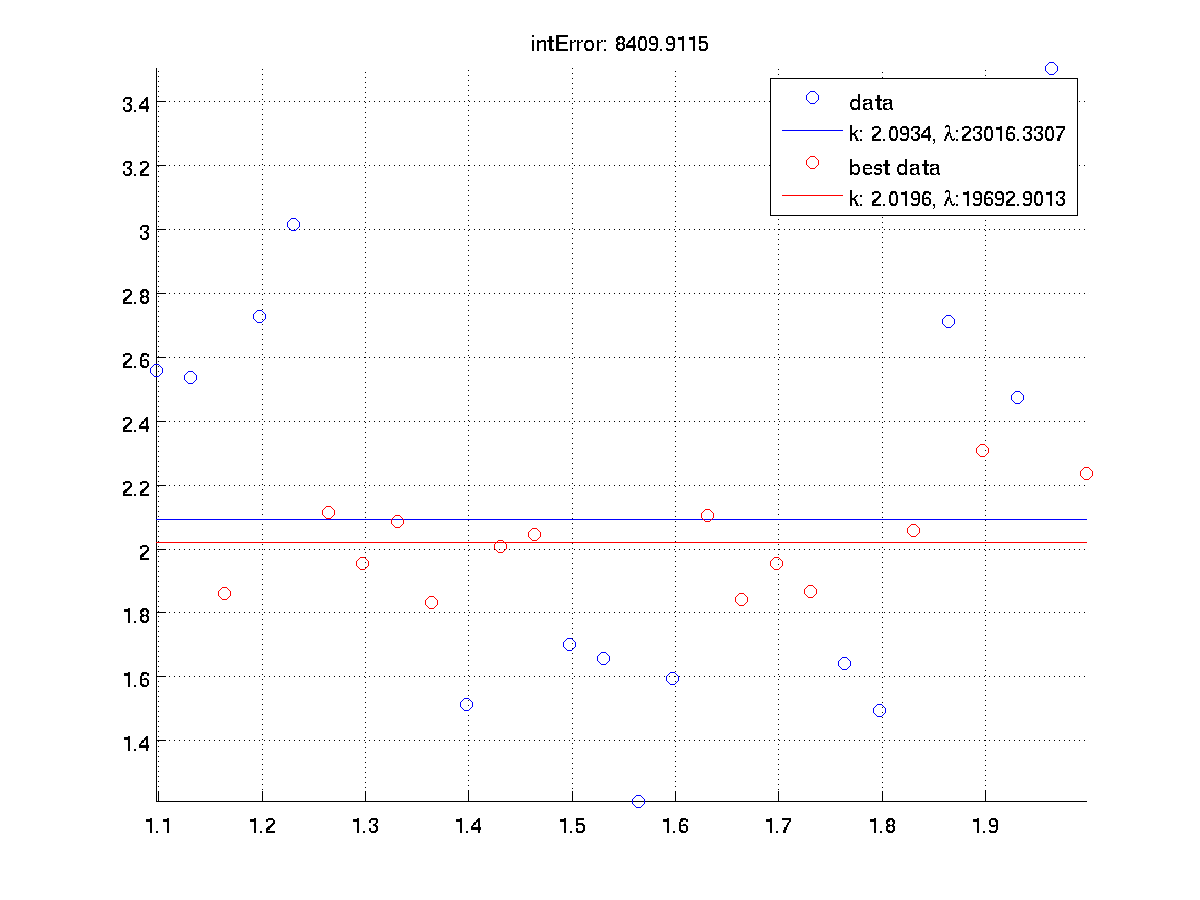 intError: 8409.9115
data
k: 2.0934, λ:23016.3307
best data
k: 2.0196, λ:19692.9013
3.4
3.2
3
2.8
2.6
2.4
2.2
2
1.8
1.6
1.4
1.1 1.2 1.3 1.4 1.5 1.6 1.7 1.8 1.9